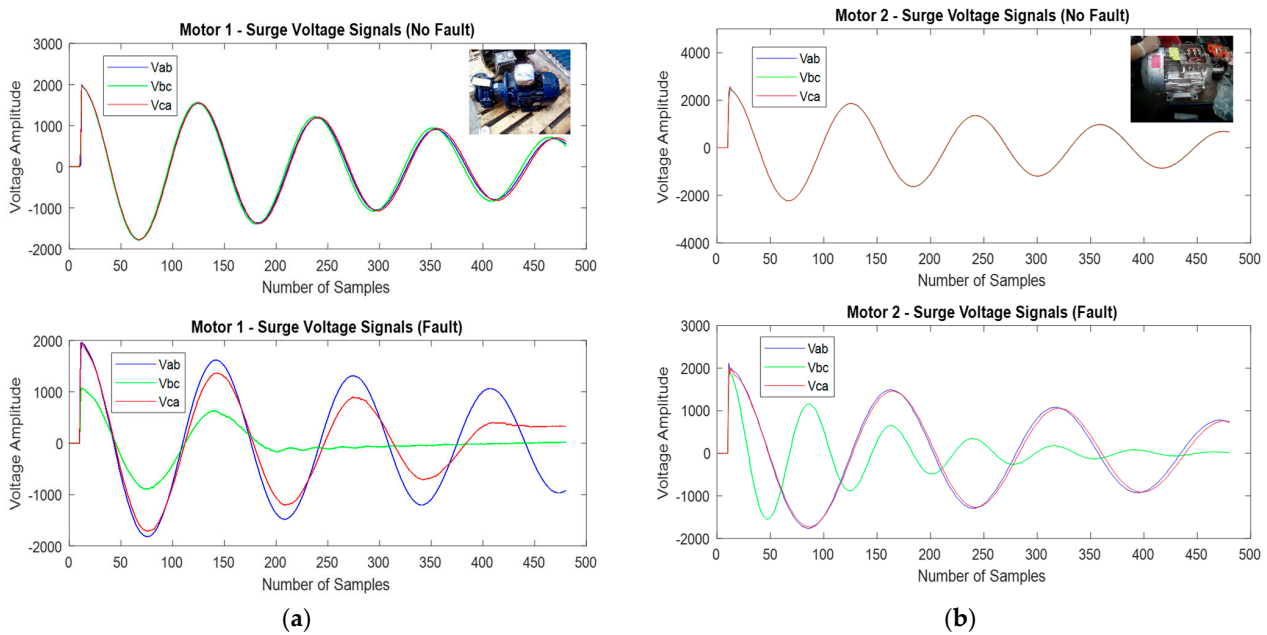 Motor 1 - Surge Voltage Signals (No Fault)
3000
2000
1000
0
-1000
-2000
Voltage Amplitude
Vab
Vbc
Vca
0 50 100 150 200 250 300 350 400 450 500
Number of Samples
Motor 1 - Surge Voltage Signals (Fault)
2000
1000
0
-1000
-2000
Voltage Amplitude
Vab
Vbc
Vca
0 50 100 150 200 250 300 350 400 450 500
Number of Samples
(a)
Motor 2 - Surge Voltage Signals (No Fault)
4000
2000
0
-2000
-4000
Voltage Amplitude
Vab
Vbc
Vca
0 50 100 150 200 250 300 350 400 450 500
Number of Samples
Motor 2 - Surge Voltage Signals (Fault)
3000
2000
1000
0
-1000
-2000
Voltage Amplitude
Vab
Vbc
Vca
0 50 100 150 200 250 300 350 400 450 500
Number of Samples
(b)